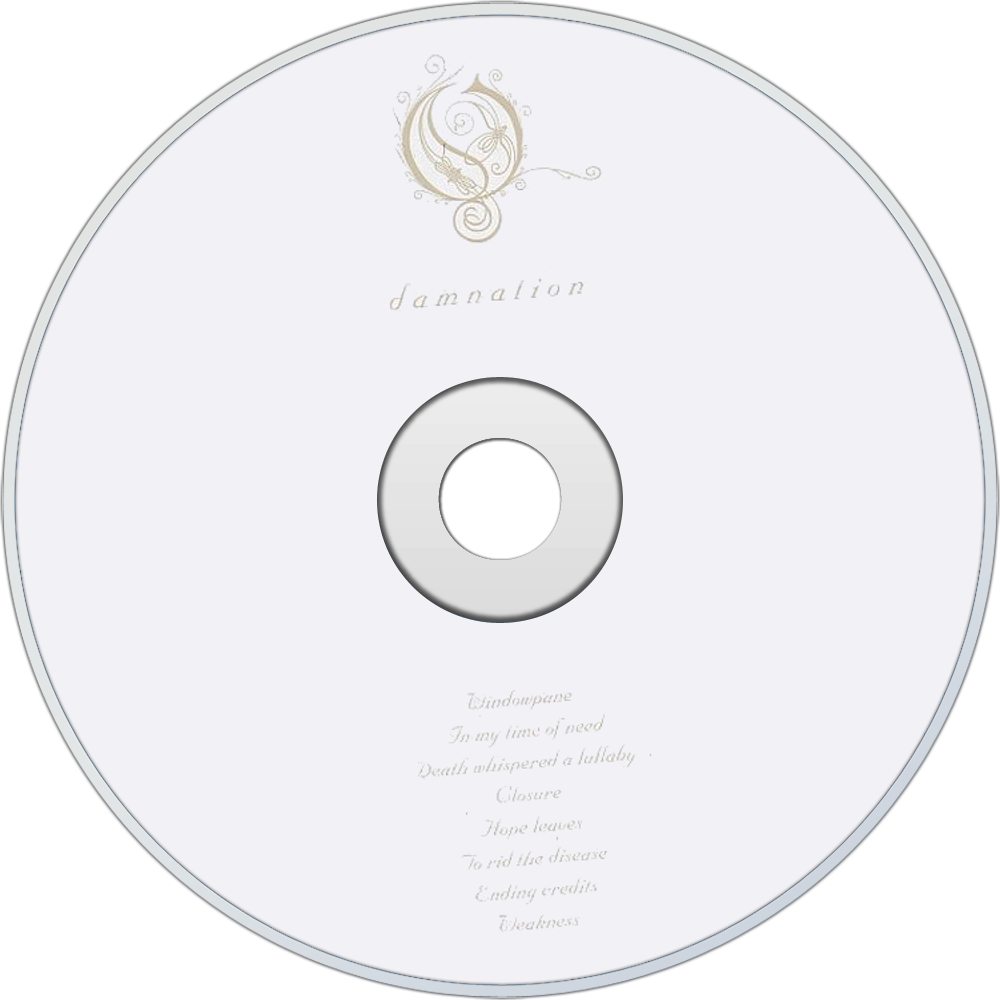 damnation
Windowpane
In my time of need
Death whispered a lullaby
Closure
Hope leaves
To rid the disease
Ending credits
Weakness